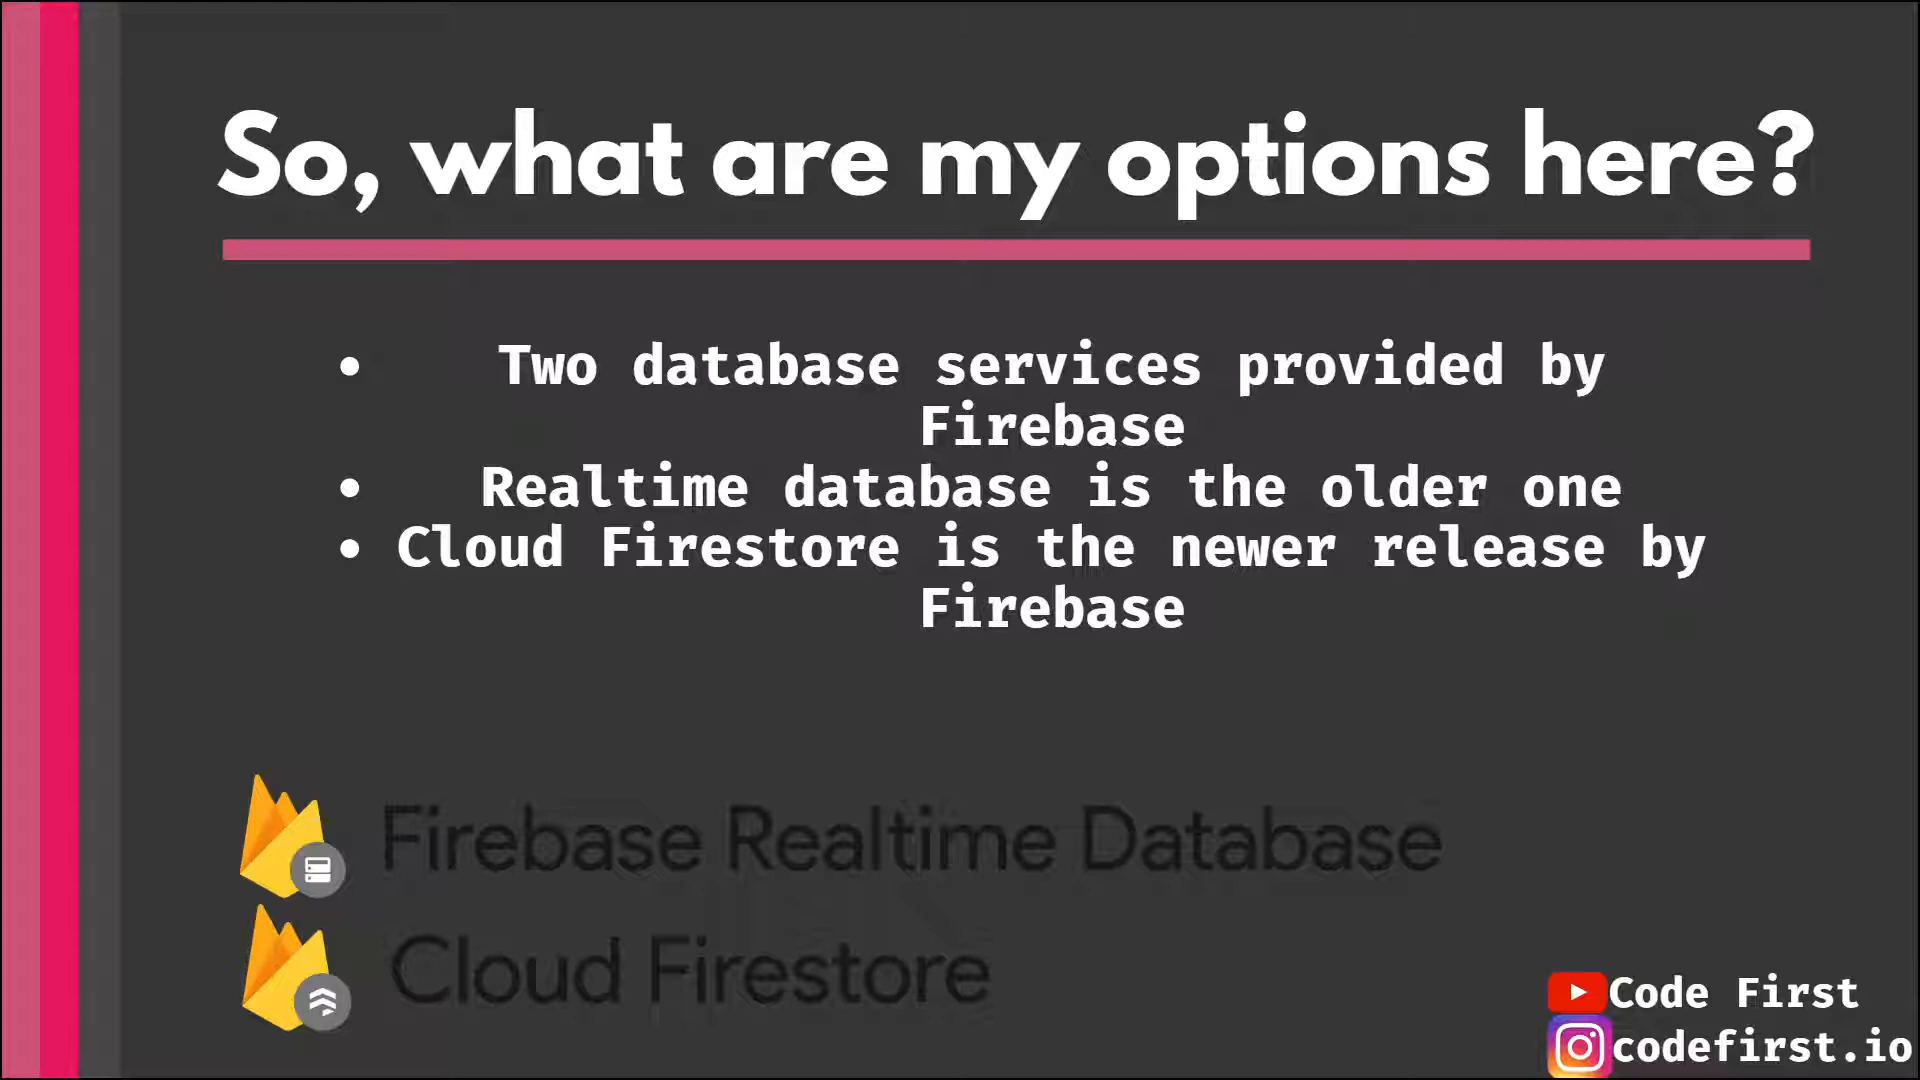 So, what are my options here?
• Two database services provided by
Firebase
• Realtime database is the older one
• Cloud Firestore is the newer release by
Firebase
Firebase Realtime Database
Cloud Firestore
Code First
codefirst.io